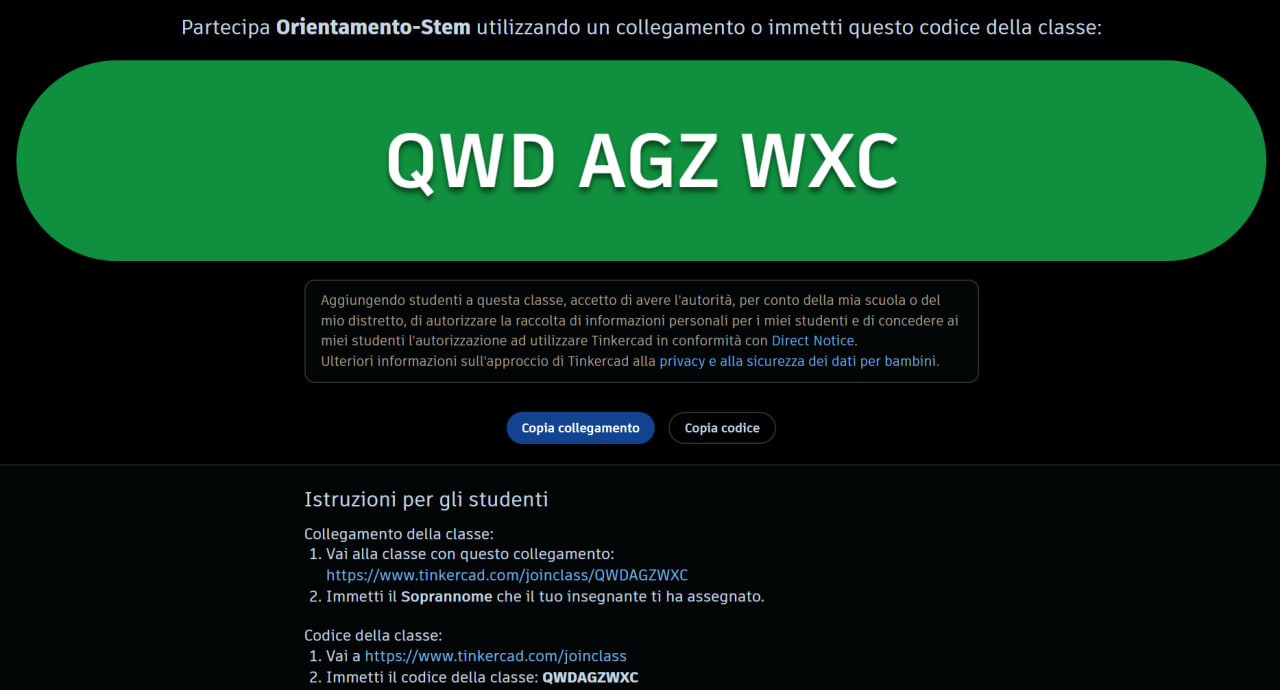 Partecipa Orientamento-Stem utilizzando un collegamento o immetti questo codice della classe:
QWD AGZ WXC
Aggiungendo studenti a questa classe, accetto di avere l'autorità, per conto della mia scuola o del
mio distretto, di autorizzare la raccolta di informazioni personali per i miei studenti e di concedere ai
miei studenti l'autorizzazione ad utilizzare Tinkercad in conformità con Direct Notice.
Ulteriori informazioni sull'approccio di Tinkercad alla privacy e alla sicurezza dei dati per bambini.
Copia collegamento Copia codice
Istruzioni per gli studenti
Collegamento della classe:
1. Vai alla classe con questo collegamento:
https://www.tinkercad.com/joinclass/QWDAGZWXC
2. Immetti il Soprannome che il tuo insegnante ti ha assegnato.
Codice della classe:
1. Vai a https://www.tinkercad.com/joinclass
2. Immetti il codice della classe: QWDAGZWXC